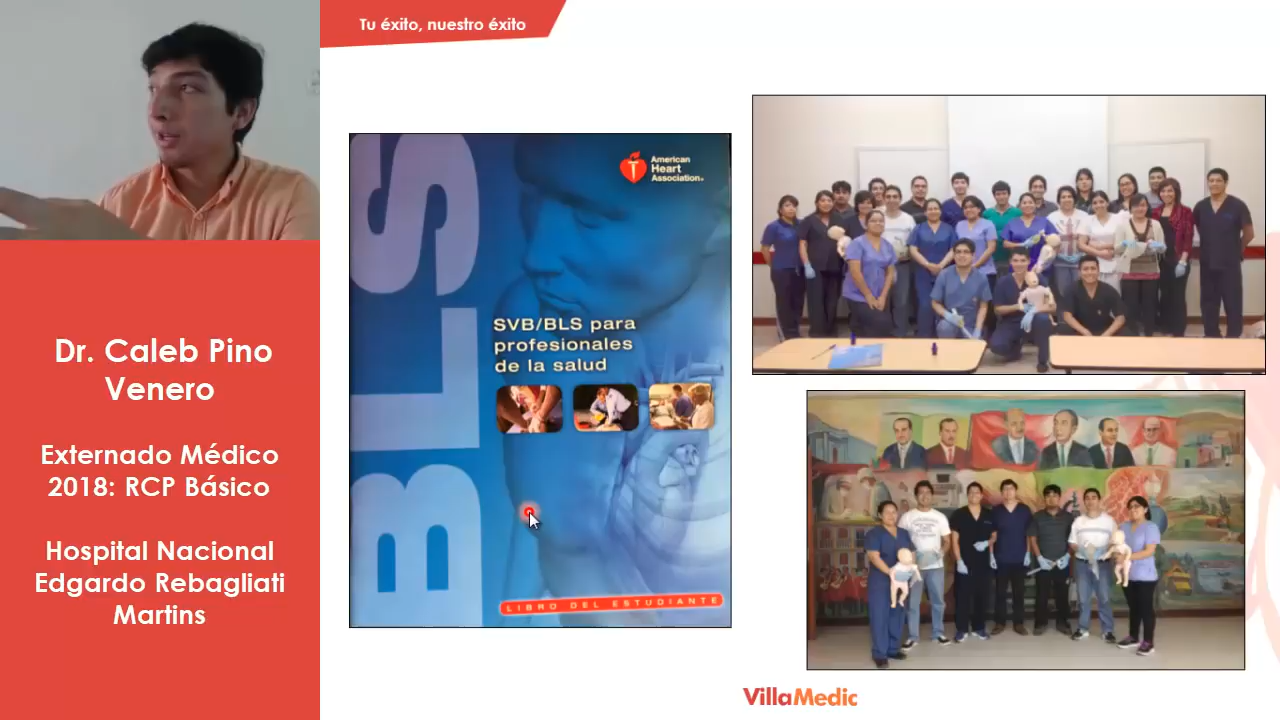 Tu éxito, nuestro éxito
Dr. Caleb Pino
Venero
Externado Médico
2018: RCP Básico
Hospital Nacional
Edgardo Rebagliati
Martins
BLS
American
Heart
Association®
SVB/BLS para
profesionales
de la salud
LIBRO DEL ESTUDIANTE
VillaMedic